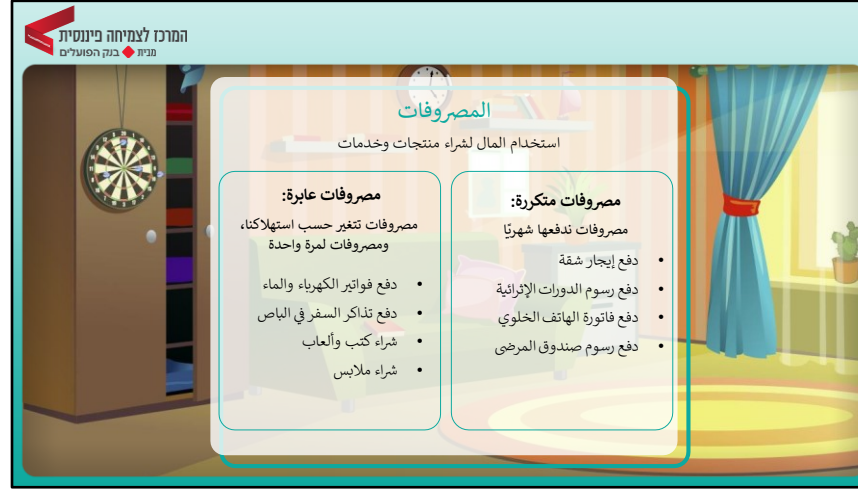 המרכז לצמיחה פיננסית
מבית בנק הפועלים
المصروفات
استخدام المال لشراء منتجات وخدمات
مصروفات متكررة:
مصروفات ندفعها شهريًا
• دفع إيجار شقة
• دفع رسوم الدورات الإثرائية
• دفع فاتورة الهاتف الخلوي
• دفع رسوم صندوق المرضى
مصروفات عابرة:
مصروفات تتغير حسب استهلاكنا،
ومصروفات لمرة واحدة
• دفع فواتير الكهرباء والماء
• دفع تذاكر السفر في الباص
• شراء كتب وألعاب
• شراء ملابس